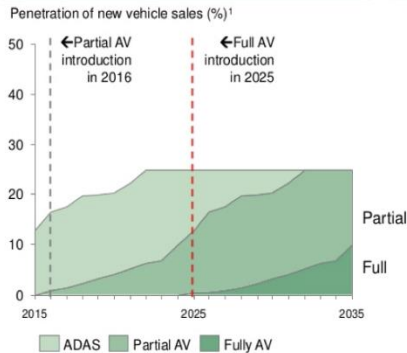 Penetration of new vehicle sales (%)¹
50
←Partial AV
introduction
in 2016
←Full AV
introduction
in 2025
40
30
20
10
0
Partial
Full
2015
2025
2035
ADAS
Partial AV
Fully AV